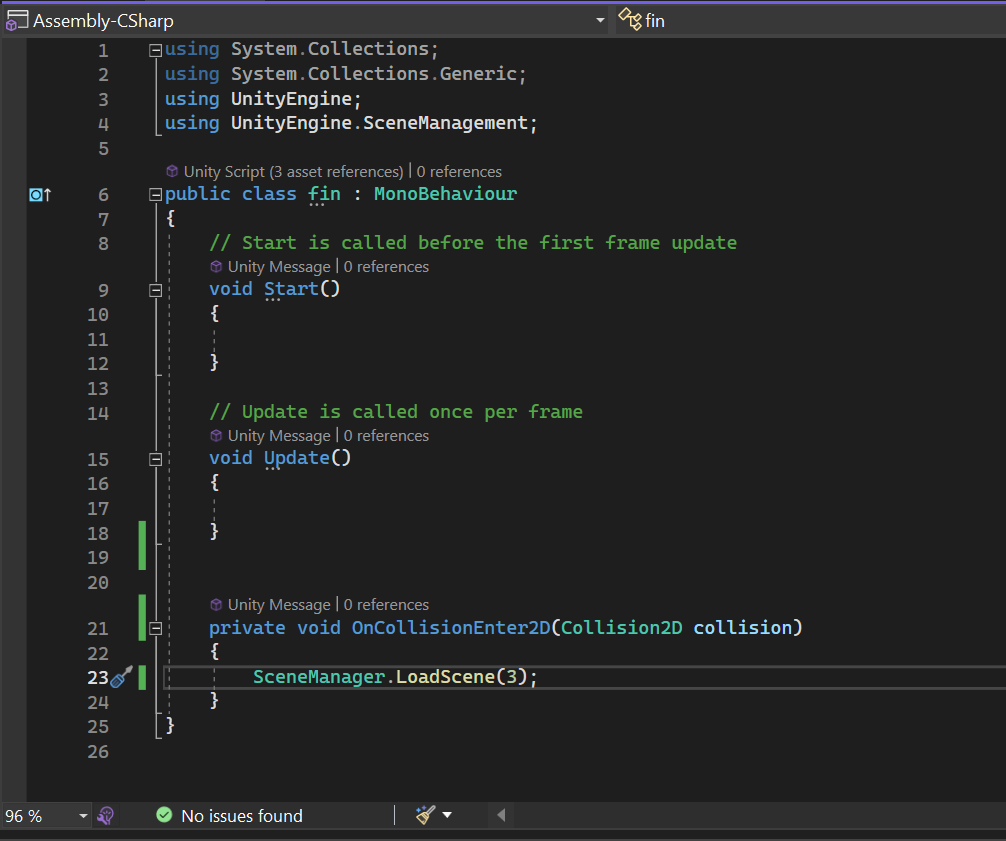 Assembly-CSharp fin
1 using System.Collections;
2 using System.Collections.Generic;
3 using UnityEngine;
4 using UnityEngine.SceneManagement;
5
Unity Script (3 asset references) | 0 references
6 public class fin : MonoBehaviour
7 {
8 // Start is called before the first frame update
Unity Message | 0 references
9 void Start()
10 {
11
12 }
13
14 // Update is called once per frame
Unity Message | 0 references
15 void Update()
16 {
17
18 }
19
20
Unity Message | 0 references
21 private void OnCollisionEnter2D(Collision2D collision)
22 {
23 SceneManager.LoadScene(3);
24 }
25 }
26
96 % No issues found